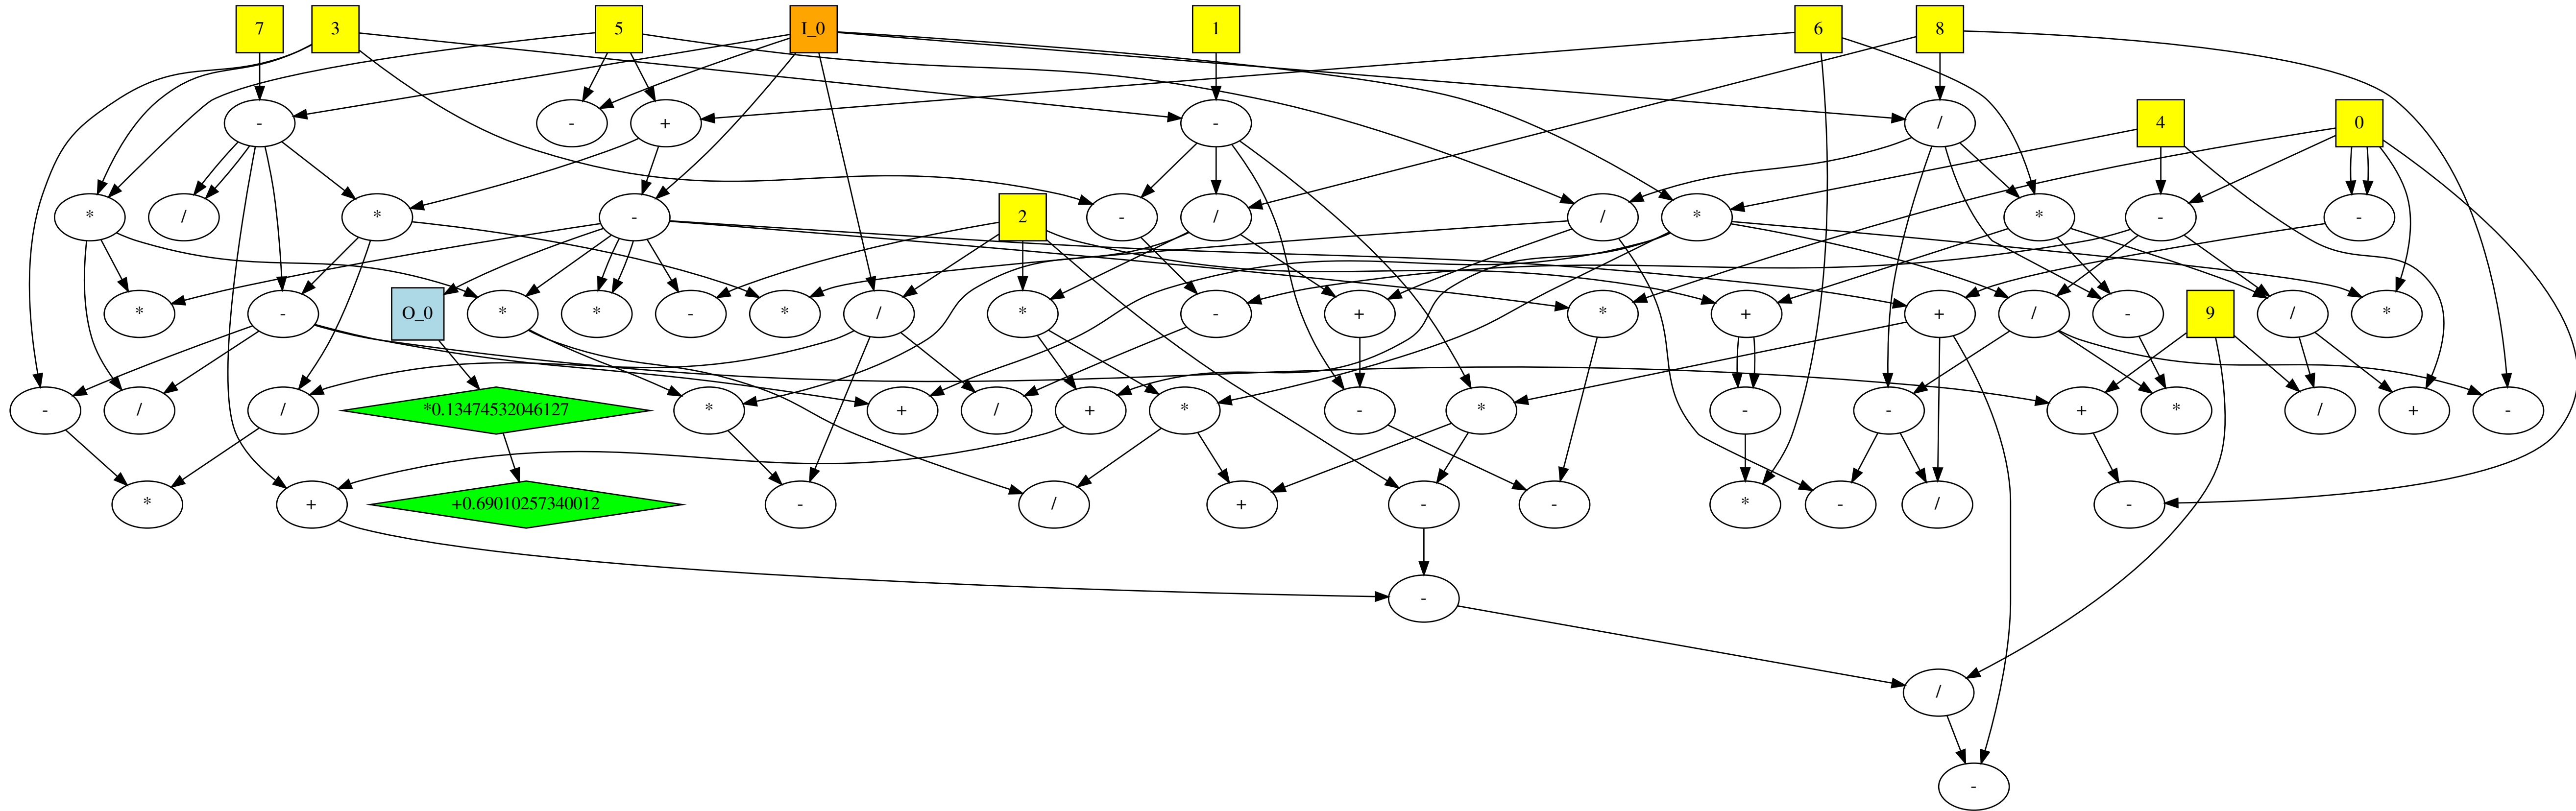 7 3 5 I_0 1 6 8
- - + - / 4 0
* / * - 2 - / / * * - -
* - O_0 * * - * / * - + * + + / - 9 / *
- / / *0.13474532046127 * + / + * - * - - + * / + -
* + +0.69010257340012 - / + - - * - / -
-
/
-